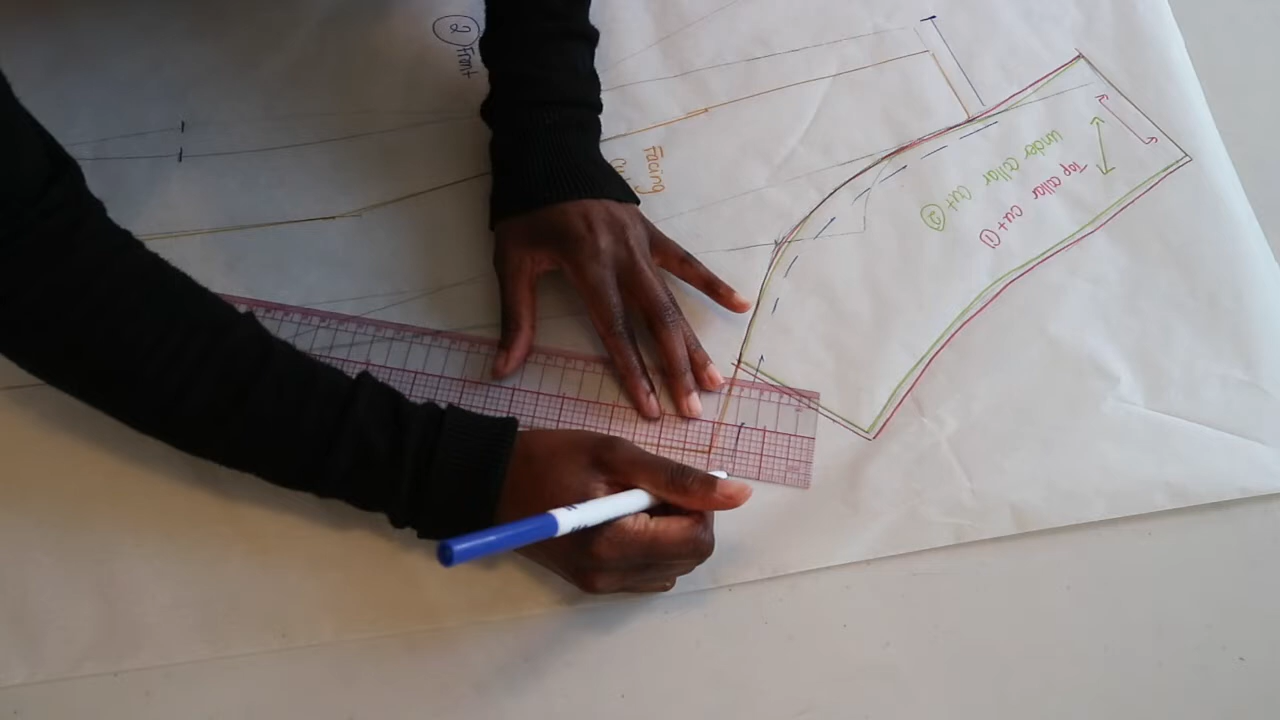 ② Front
Facing
under collar cut ②
Top collar cut ①